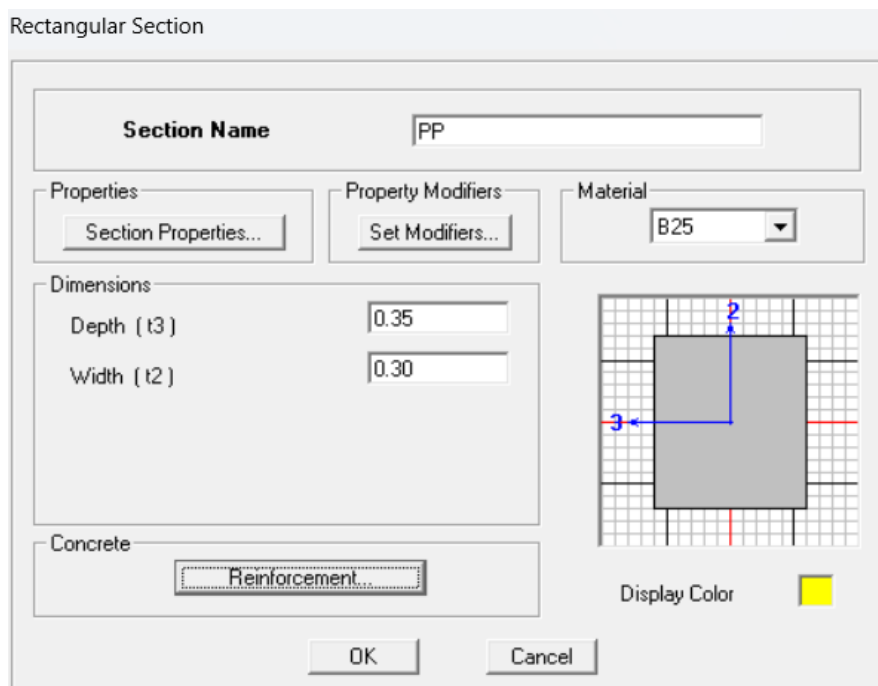 Rectangular Section
Section Name PP
Properties Property Modifiers Material
Section Properties... Set Modifiers... B25
Dimensions
Depth ( t3 ) 0.35
Width ( t2 ) 0.30
2
3
Concrete
Reinforcement...
Display Color
OK Cancel